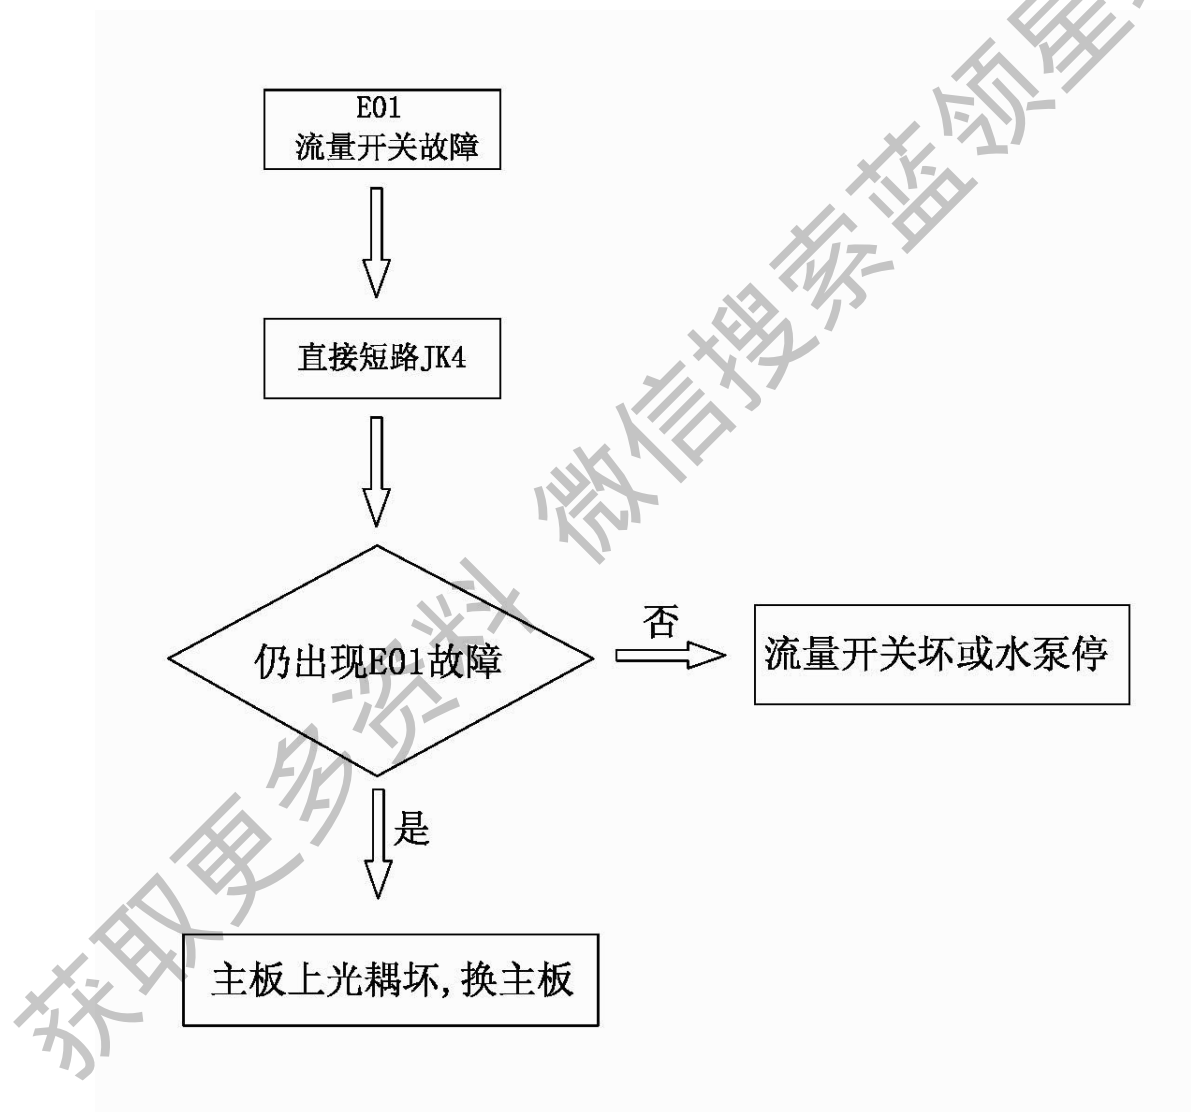 E01
流量开关故障
直接短路JK4
仍出现E01故障
否
流量开关坏或水泵停
是
主板上光耦坏,换主板
获取更多资料 微信搜索蓝领星